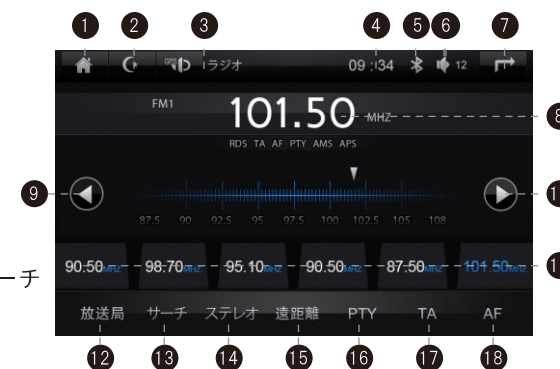 1 2 3 4 5 6 7
GPS ラジオ 09:34 12
FM1 101.50 MHZ 8
RDS TA AF PTY AMS APS
9
87.5 90 92.5 95 97.5 100 102.5 105 108
90.50MHZ 98.70MHZ 95.10MHZ 90.50MHZ 87.50MHZ 101.50MHZ
ーチ
放送局 サーチ ステレオ 遠距離 PTY TA AF
12 13 14 15 16 17 18